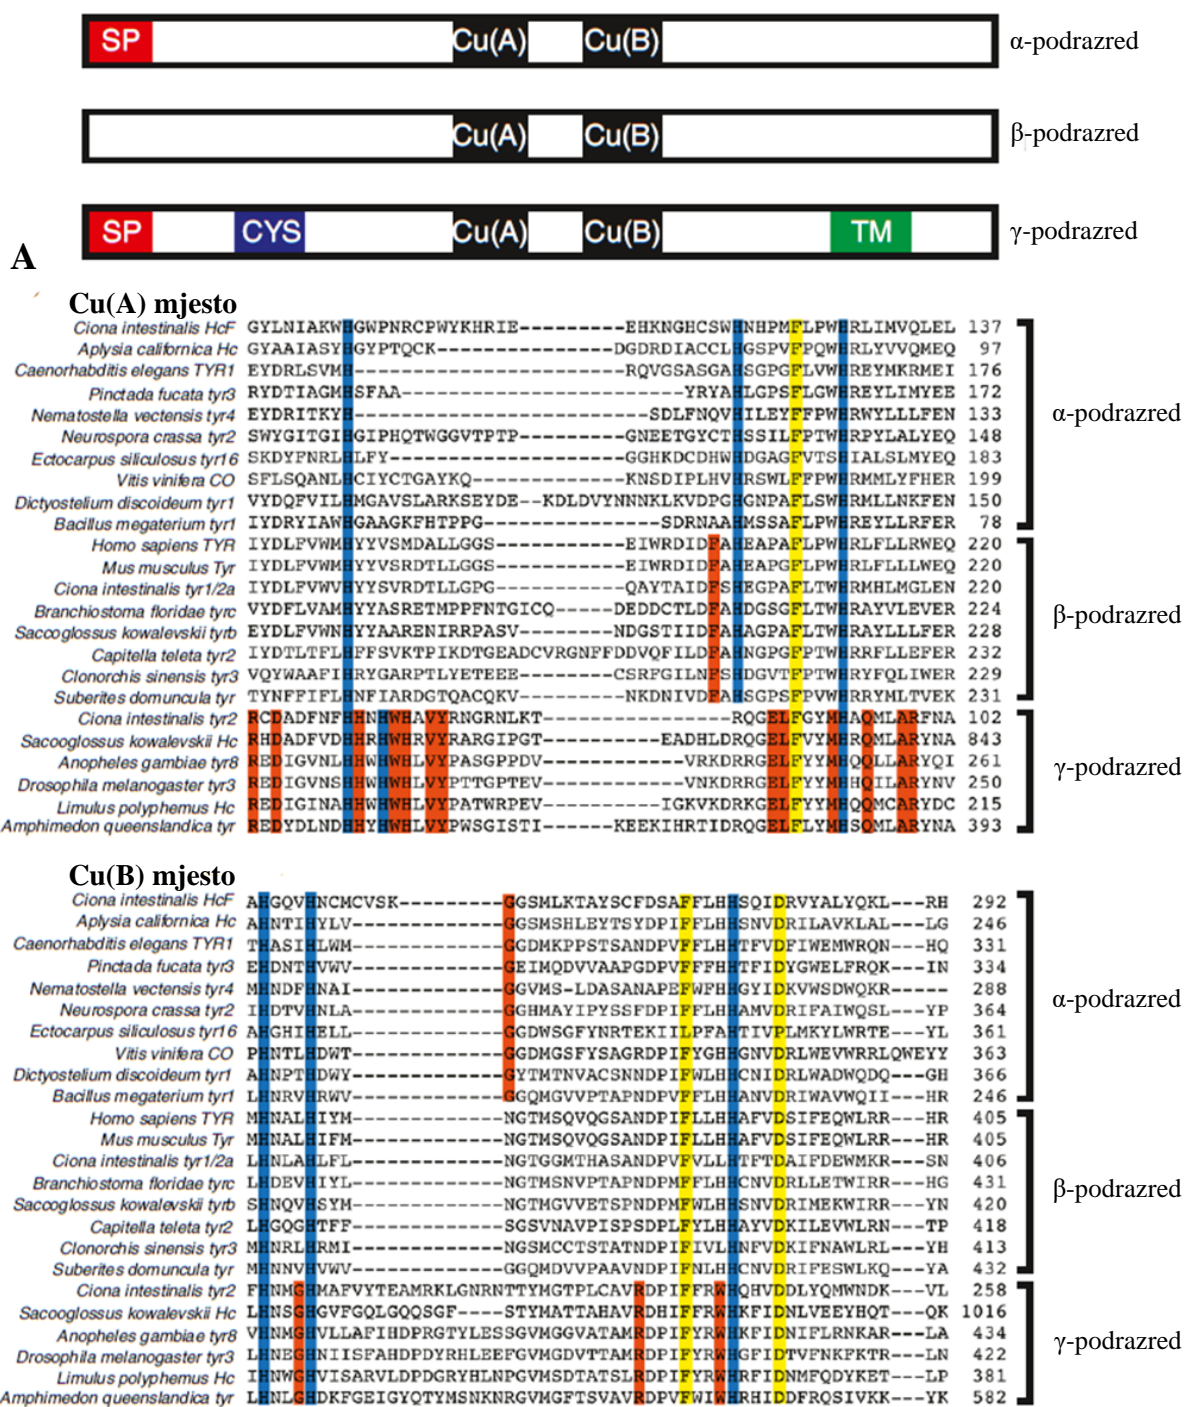 SP Cu(A) Cu(B) α-podrazred
Cu(A) Cu(B) β-podrazred
SP CYS Cu(A) Cu(B) TM γ-podrazred
A
Cu(A) mjesto
Ciona intestinalis HcF GYLNIAKWHGWPNRCPWYKHRIE---------EHKNGHCSWHNHPMFLPWHRLIMVQLEL 137
Aplysia californica Hc GYAAIASYHGYPTQCK---------------DGDRDIACCLHGSPVFPQWHRLYVVQMEQ 97
Caenorhabditis elegans TYR1 EYDRLSVMH-----------------------RQVGSASGAHSGPGFLVWHREYMKRMEI 176
Pinctada fucata tyr3 RYDTIAGMHSFAA------------------------YRYAHLGPSFLGWHREYLIMYEE 172
Nematostella vectensis tyr4 EYDRITKYH-------------------------SDLFNQVHILEYFFPWHRWYLLLFEN 133
Neurospora crassa tyr2 SWYGITGIHGIPHQTWGGVTPTP---------GNEETGYCTHSSILFPTWHRPYLALYEQ 148
Ectocarpus siliculosus tyr16 SKDYFNRLHLFY--------------------GGHKDCDHWHDGAGFVTSHIALSLMYEQ 183
Vitis vinifera CO SFLSQANLHCIYCTGAYKQ-------------KNSDIPLHVHRSWLFFPWHRMMLYFHER 199
Dictyostelium discoideum tyr1 VYDQFVILHMGAVSLARKSEYDE--KDLDVYNNNKLKVDPGHGNPAFLSWHRMLLNKFEN 150
Bacillus megaterium tyr1 IYDRYIAWHGAAGKFHTPPG---------------SDRNAAHMSSAFLPWHREYLLRFER 78
Homo sapiens TYR IYDLFVWMHYYVSMDALLGGS-----------EIWRDIDFAHEAPAFLPWHRLFLLRWEQ 220
Mus musculus Tyr IYDLFVWMHYYVSRDTLLGGS-----------EIWRDIDFAHEAPGFLPWHRLFLLLWEQ 220
Ciona intestinalis tyr1/2a IYDLFVWVHYYSVRDTLLGPG-----------QAYTAIDFSHEGPAFLTWHRMHLMGLEN 220
Branchiostoma floridae tyrc VYDFLVAMHYYASRETMPPFNTGICQ------DEDDCTLDFAHDGSGFLTWHRAYVLEVER 224
Saccoglossus kowalevskii tyrb EYDLFVWNHYYAARENIRRPASV---------NDGSTIIDFAHAGPAFLTWHRAYLLLFER 228
Capitella teleta tyr2 IYDTLTFLHFFSVKTPIKDTGEADCVRGNFFDDVQFILDFAHNGPGFPTWHRRFLLEFER 232
Clonorchis sinensis tyr3 VQYWAAFIHRYGARPTLYETEEE---------CSRFGILNFSHDGVTFPTWHRYFQLIWER 229
Suberites domuncula tyr TYNFFIFLHNFIARDGTQACQKV---------NKDNIVDFAHSGPSFPVWHRRYMLTVEK 231
Ciona intestinalis tyr2 RCDADFNFHHNHWHAVYRNGRNLKT----------------RQGELFGYMHAQMLARFNA 102
Sacooglossus kowalevskii Hc RHDADFVDHHRHWHRVYRARGIPGT----------EADHLDRQGELFVYMHRQMLARYNA 843
Anopheles gambiae tyr8 REDIGVNLHHWHWHLVYPASGPPDV------------VRKDRRGELFYYMHQQLLARYQI 261
Drosophila melanogaster tyr3 REDIGVNSHHWHWHLVYPTTGPTEV------------VNKDRRGELFYYMHHQILARYNV 250
Limulus polyphemus Hc REDIGINAHHWHWHLVYPATWRPEV----------IGKVKDRKGELFYYMHQQMCARYDC 215
Amphimedon queenslandica tyr REDYDLNDHHYHWHLVYPWSGISTI------KEEKIHRTIDRQGELFLYMHSQMLARYNA 393
Cu(B) mjesto
Ciona intestinalis HcF AHGQVHNCMCVSK---------GGSMLKTAYSCFDSAFFLHHSQIDRVYALYQKL---RH 292
Aplysia californica Hc AHNTIHYLV-------------GGSMSHLEYTSYDPIFFLHHSNVDRILAVKLAL---LG 246
Caenorhabditis elegans TYR1 THASIHLWM-------------GGDMKPPSTSANDPVFFLHHTFVDFIWEMWRQN---HQ 331
Pinctada fucata tyr3 EHDNTHVWV-------------GEIMQDVVAAPGDPVFFFHHTFIDYGWELFRQK---IN 334
Nematostella vectensis tyr4 MHNDFHNAI-------------GGVMS-LDASANAPEFWFHHGYIDKVWSDWQKR----- 288
Neurospora crassa tyr2 IHDTVHNLA-------------GGHMAYIPYSSFDPIFFLHHAMVDRIFAIWQSL---YP 364
Ectocarpus siliculosus tyr16 AHGHIHELL-------------GGDWSGFYNRTEKIILPFAHTIVPLMKYLWRTE---YL 361
Vitis vinifera CO PHNTLHDWT-------------GGDMGSFYSAGRDPIFYGHHGNVDRLWEVWRRLQWEYY 363
Dictyostelium discoideum tyr1 AHNPTHDWY-------------GYTMTNVACSNNDPIFWLHHCNIDRLWADWQDQ---GH 366
Bacillus megaterium tyr1 LHNRVHRWV-------------GGQMGVVPTAPNDPVFFLHHANVDRIWAVWQII---HR 246
Homo sapiens TYR MHNALHIYM-------------NGTMSQVQGSANDPIFLLHHAFVDSIFEQWLRR---HR 405
Mus musculus Tyr MHNALHIFM-------------NGTMSQVQGSANDPIFLLHHAFVDSIFEQWLRR---HR 405
Ciona intestinalis tyr1/2a LHNLAHLFL-------------NGTGGMTHASANDPVFVLLHTFTDAIFDEWMKR---SN 406
Branchiostoma floridae tyrc LHDEVHIYL-------------NGTMSNVPTAPNDPMFFLHHCNVDRLLETWIRR---HG 431
Saccoglossus kowalevskii tyrb SHNQVHSYM-------------NGTMGVVETSPNDPMFWLHHSNVDRIMEKWIRR---YN 420
Capitella teleta tyr2 LHGQGHTFF-------------SGSVNAVPISPSDPLFYLHHAYVDKILEVWLRN---TP 418
Clonorchis sinensis tyr3 MHNRLHRMI-------------NGSMCCTSTATNDPIFIVLHNFVDKIFNAWLRL---YH 413
Suberites domuncula tyr MHNNVHVWV-------------GGQMDVVPAANDPIFNLHHCNVDRIFESWLKQ---YA 432
Ciona intestinalis tyr2 FHNMGHMAFVYTEAMRKLGNRNTTYMGTPLCAVRDPIFFRWHQHVDDLYQMWNDK---VL 258
Sacooglossus kowalevskii Hc LHNSGHGVFGQLGQQSGF----STYMATTAHAVRDHIFFRWHKFIDNLVEEYHQT---QK 1016
Anopheles gambiae tyr8 VHNMGHVLLAFIHDPRGTYLESSGVMGGVATAMRDPIFYRWHKFIDNIFLRNKAR---LA 434
Drosophila melanogaster tyr3 LHNEGHNIISFAHDPDYRHLEEFGVMGDVTTAMRDPIFYRWHGFIDTVFNKFKTR---LN 422
Limulus polyphemus Hc IHNWGHVISARVLDPDGRYHLNPGVMSDTATSLRDPIFYRWHRFIDNMFQDYKET---LP 381
Amphimedon queenslandica tyr LHNLGHDKFGEIGYQTYMSNKNRGVMGFTSVAVRDPVFWIWHRHIDDFRQSIVKK---YK 582
α-podrazred
β-podrazred
γ-podrazred
α-podrazred
β-podrazred
γ-podrazred